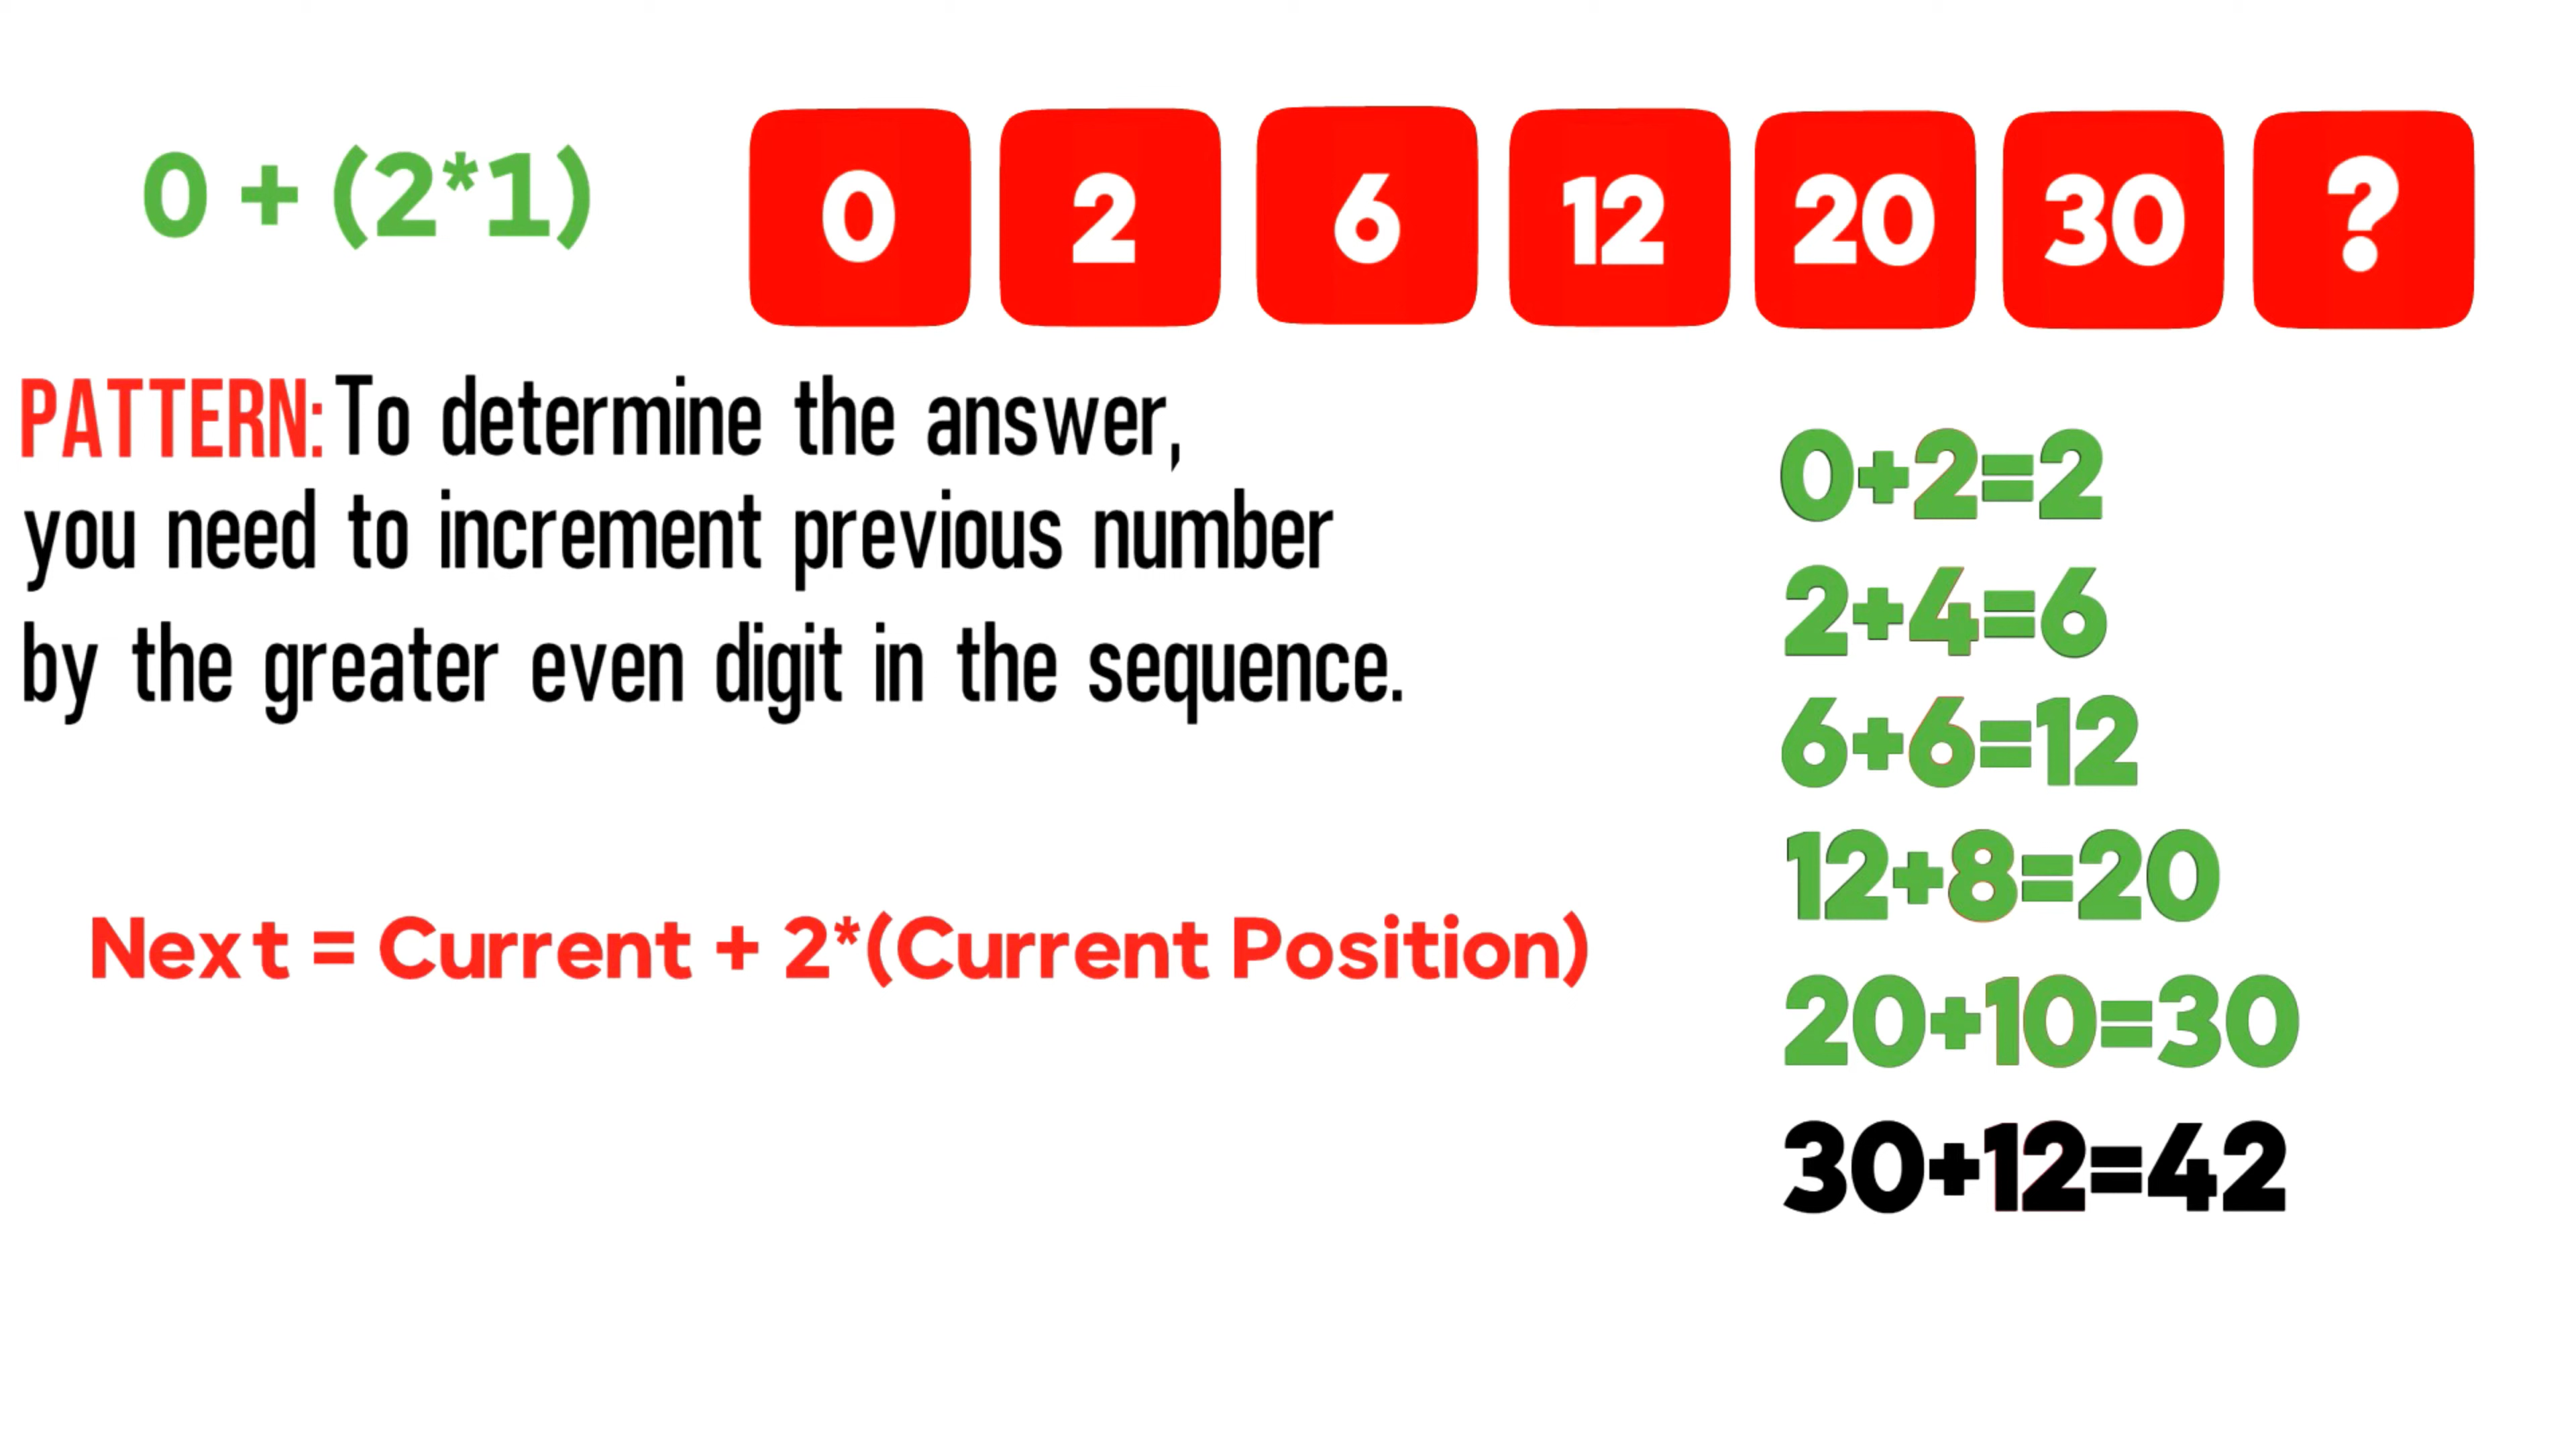 0 + (2*1)
0 2 6 12 20 30 ?
PATTERN: To determine the answer,
you need to increment previous number
by the greater even digit in the sequence.
Next = Current + 2*(Current Position)
0+2=2
2+4=6
6+6=12
12+8=20
20+10=30
30+12=42